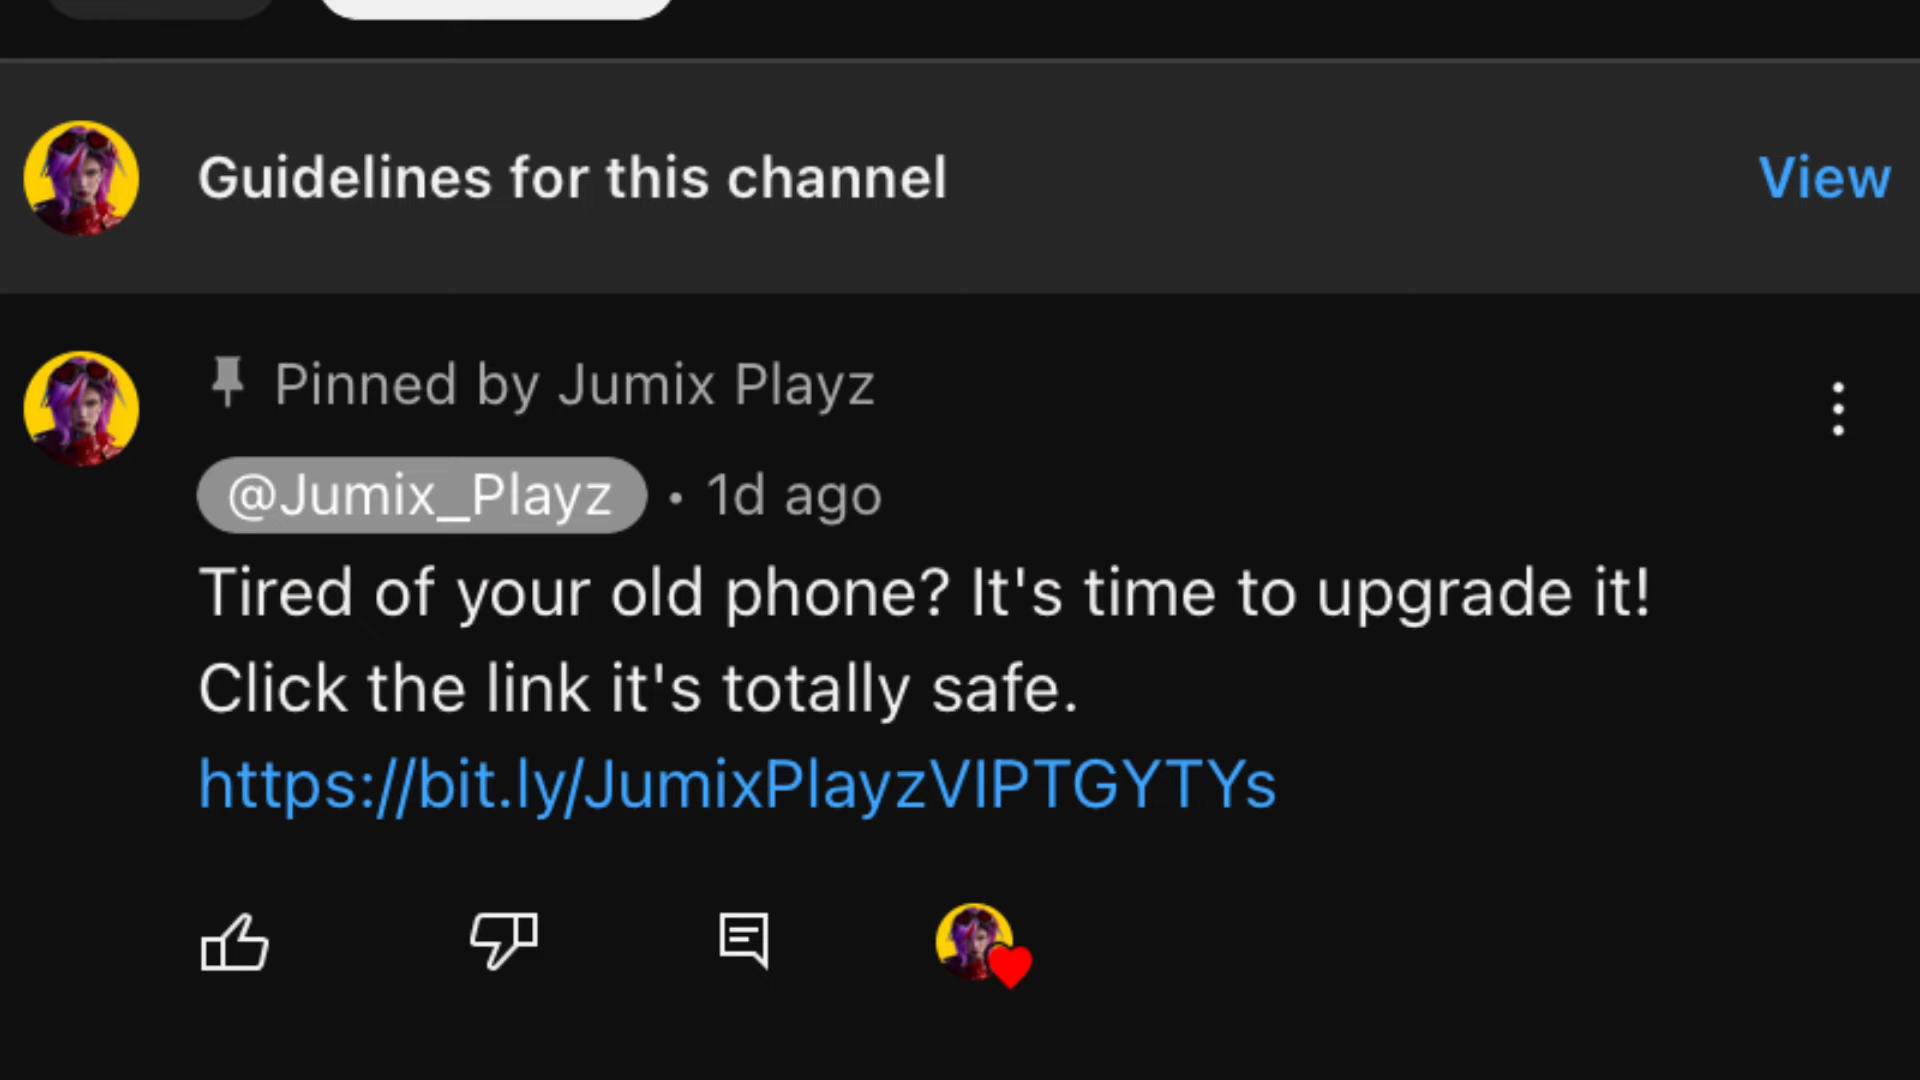 Guidelines for this channel
View
Pinned by Jumix Playz
@Jumix_Playz • 1d ago
Tired of your old phone? It's time to upgrade it!
Click the link it's totally safe.
https://bit.ly/JumixPlayzVIPTGYTYs